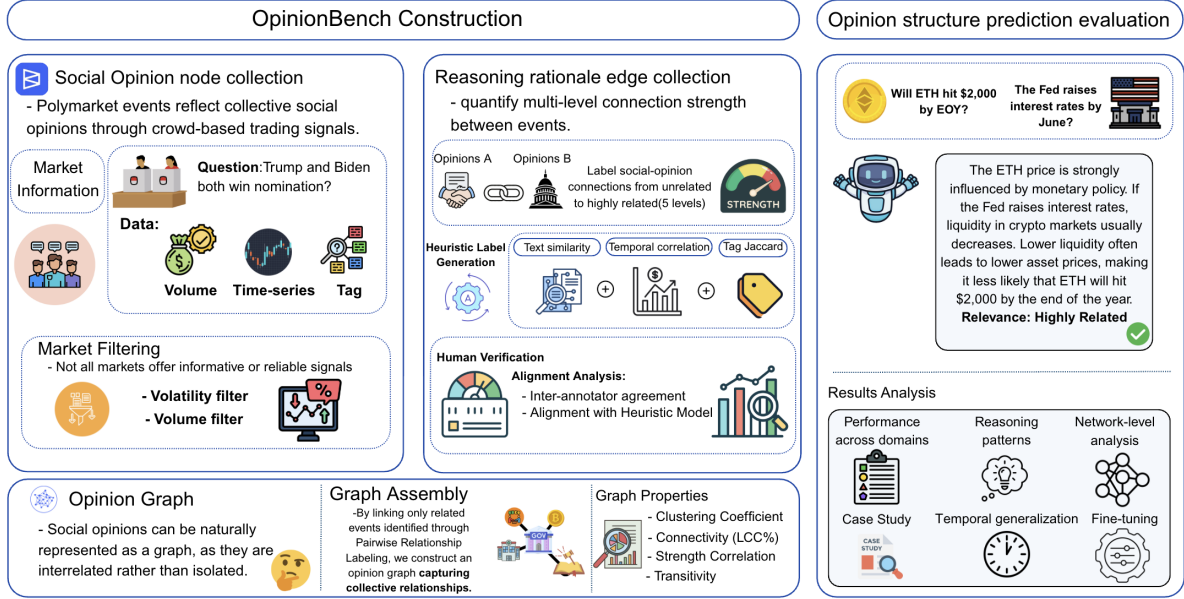 OpinionBench Construction
Social Opinion node collection
- Polymarket events reflect collective social
opinions through crowd-based trading signals.
Market
Information
Question:Trump and Biden
both win nomination?
Data:
Volume
Time-series
Tag
Market Filtering
- Not all markets offer informative or reliable signals
- Volatility filter
- Volume filter
%
Reasoning rationale edge collection
- quantify multi-level connection strength
between events.
Opinions A
Opinions B
Label social-opinion
connections from unrelated
to highly related(5 levels)
STRENGTH
Heuristic Label
Generation
A
Text similarity
Temporal correlation
Tag Jaccard
Human Verification
Alignment Analysis:
- Inter-annotator agreement
- Alignment with Heuristic Model
Opinion Graph
- Social opinions can be naturally
represented as a graph, as they are
interrelated rather than isolated.
Graph Assembly
-By linking only related
events identified through
Pairwise Relationship
Labeling, we construct an
opinion graph capturing
collective relationships.
GOV
Graph Properties
- Clustering Coefficient
- Connectivity (LCC%)
- Strength Correlation
- Transitivity
Opinion structure prediction evaluation
Will ETH hit $2,000
by EOY?
The Fed raises
interest rates by
June?
The ETH price is strongly
influenced by monetary policy. If
the Fed raises interest rates,
liquidity in crypto markets usually
decreases. Lower liquidity often
leads to lower asset prices, making
it less likely that ETH will hit
$2,000 by the end of the year.
Relevance: Highly Related
Results Analysis
Performance
across domains
Reasoning
patterns
Network-level
analysis
Case Study
Temporal generalization
Fine-tuning
CASE
STUDY